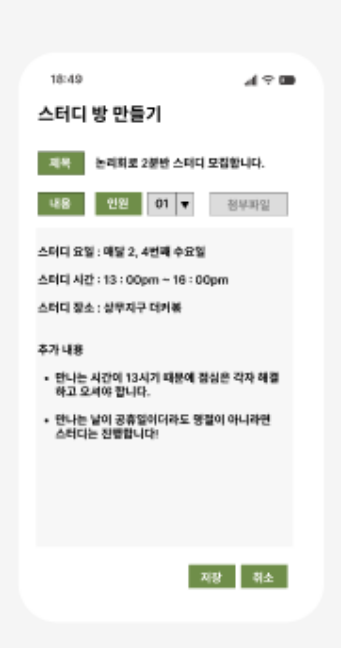 18:49
스터디 방 만들기
제목 논리회로 2분반 스터디 모집합니다.
내용 인원 01 ▼ 첨부파일
스터디 요일 : 매달 2, 4번째 수요일
스터디 시간 : 13 : 00pm ~ 16 : 00pm
스터디 장소 : 상무지구 더커볶
추가 내용
• 만나는 시간이 13시기 때문에 점심은 각자 해결
하고 오셔야 합니다.
• 만나는 날이 공휴일이더라도 명절이 아니라면
스터디는 진행합니다!
저장 취소